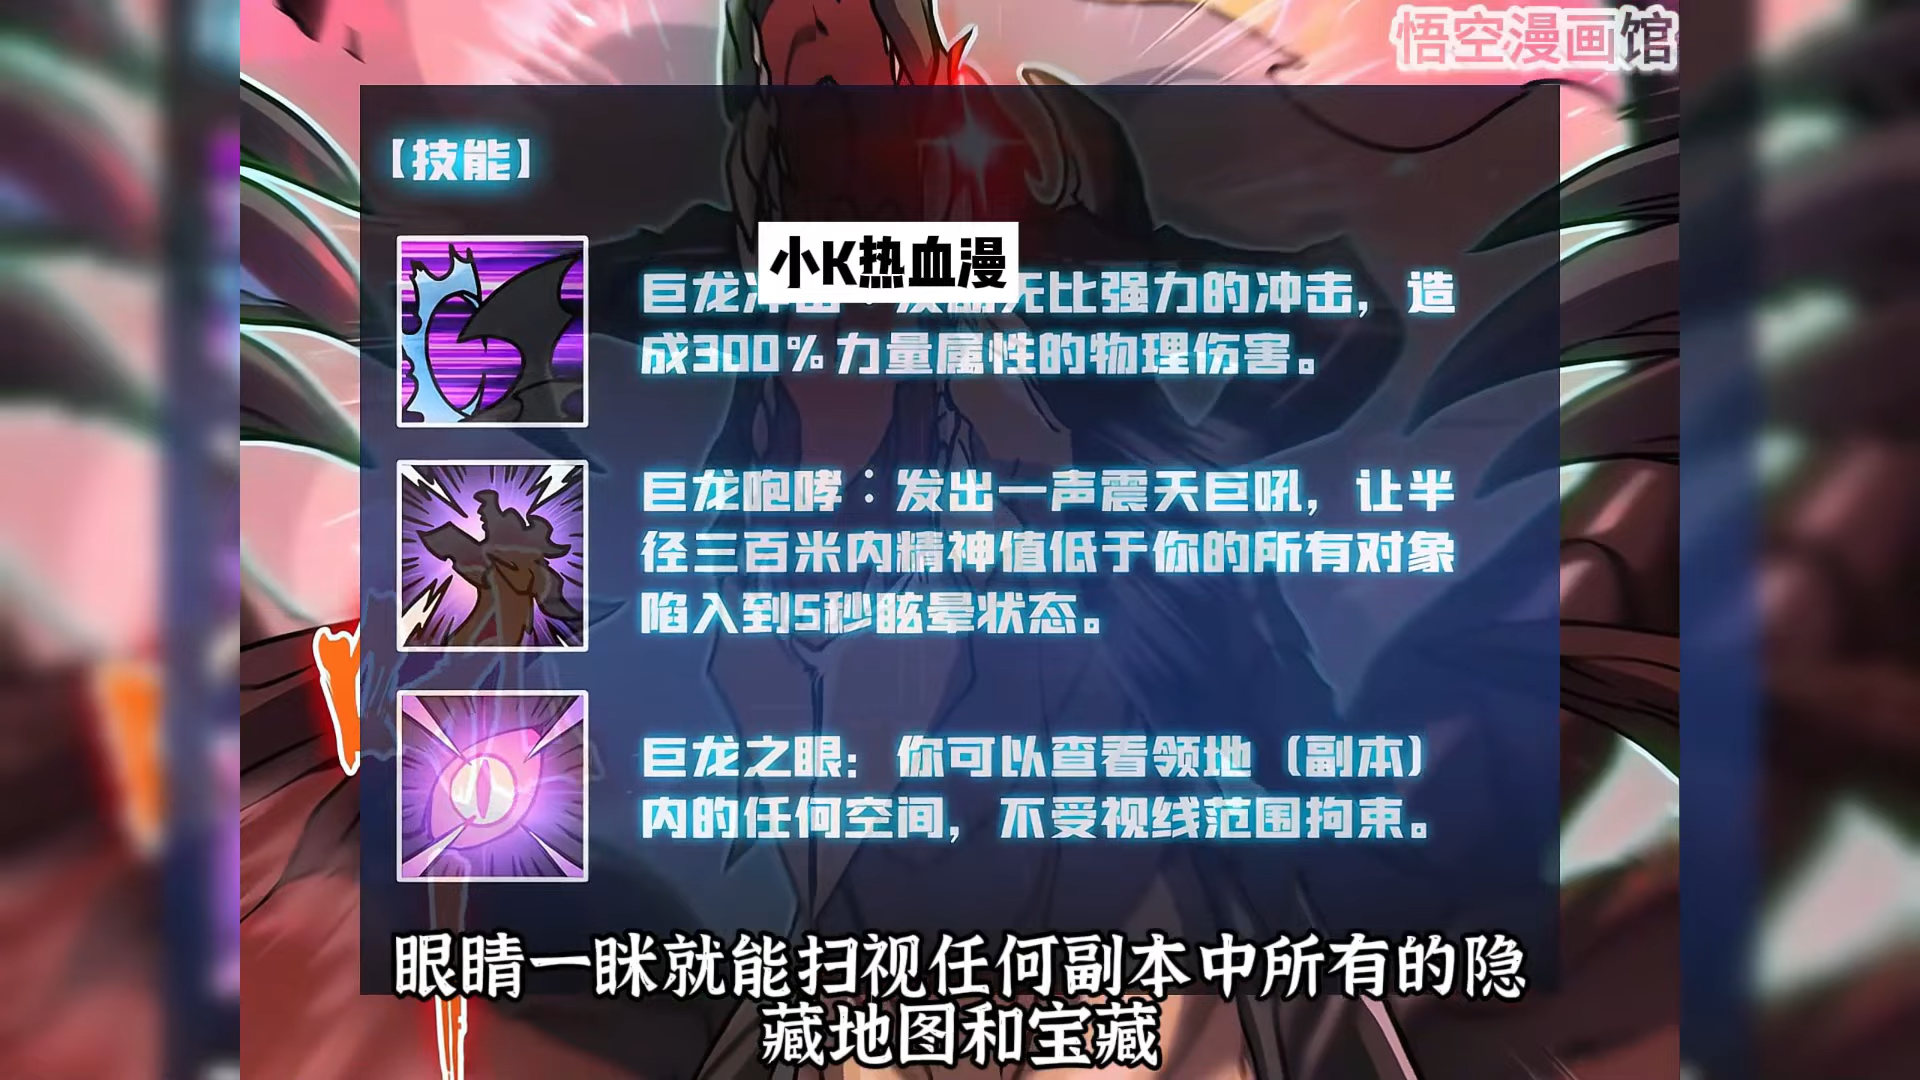 悟空漫画馆
【技能】
小K热血漫
巨龙冲击：发动无比强力的冲击，造
成300%力量属性的物理伤害。
巨龙咆哮：发出一声震天巨吼，让半
径三百米内精神值低于你的所有对象
陷入到5秒眩晕状态。
巨龙之眼：你可以查看领地（副本）
内的任何空间，不受视线范围拘束。
眼睛一眯就能扫视任何副本中所有的隐
藏地图和宝藏